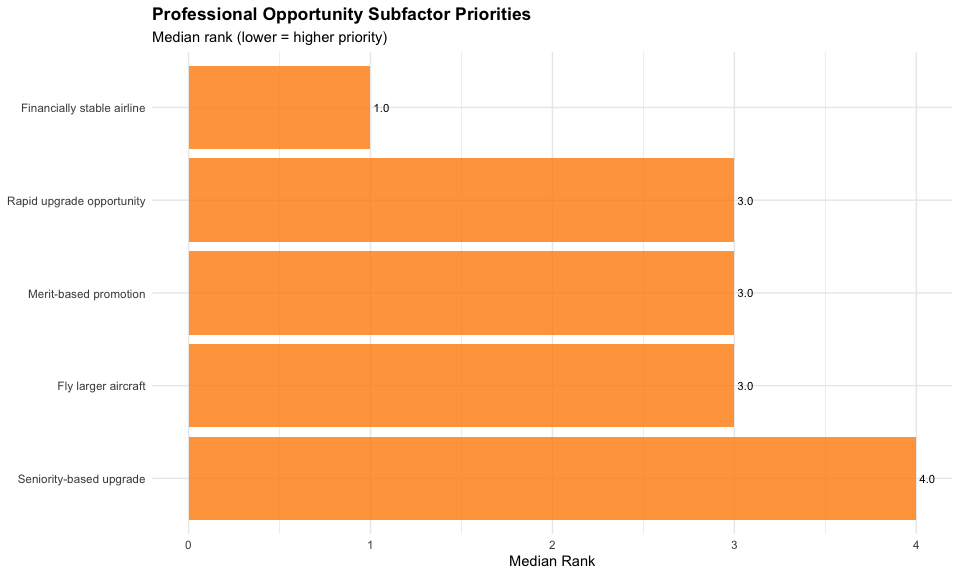 Professional Opportunity Subfactor Priorities
Median rank (lower = higher priority)
Financially stable airline
1.0
Rapid upgrade opportunity
3.0
Merit-based promotion
3.0
Fly larger aircraft
3.0
Seniority-based upgrade
4.0
0 1 2 3 4
Median Rank